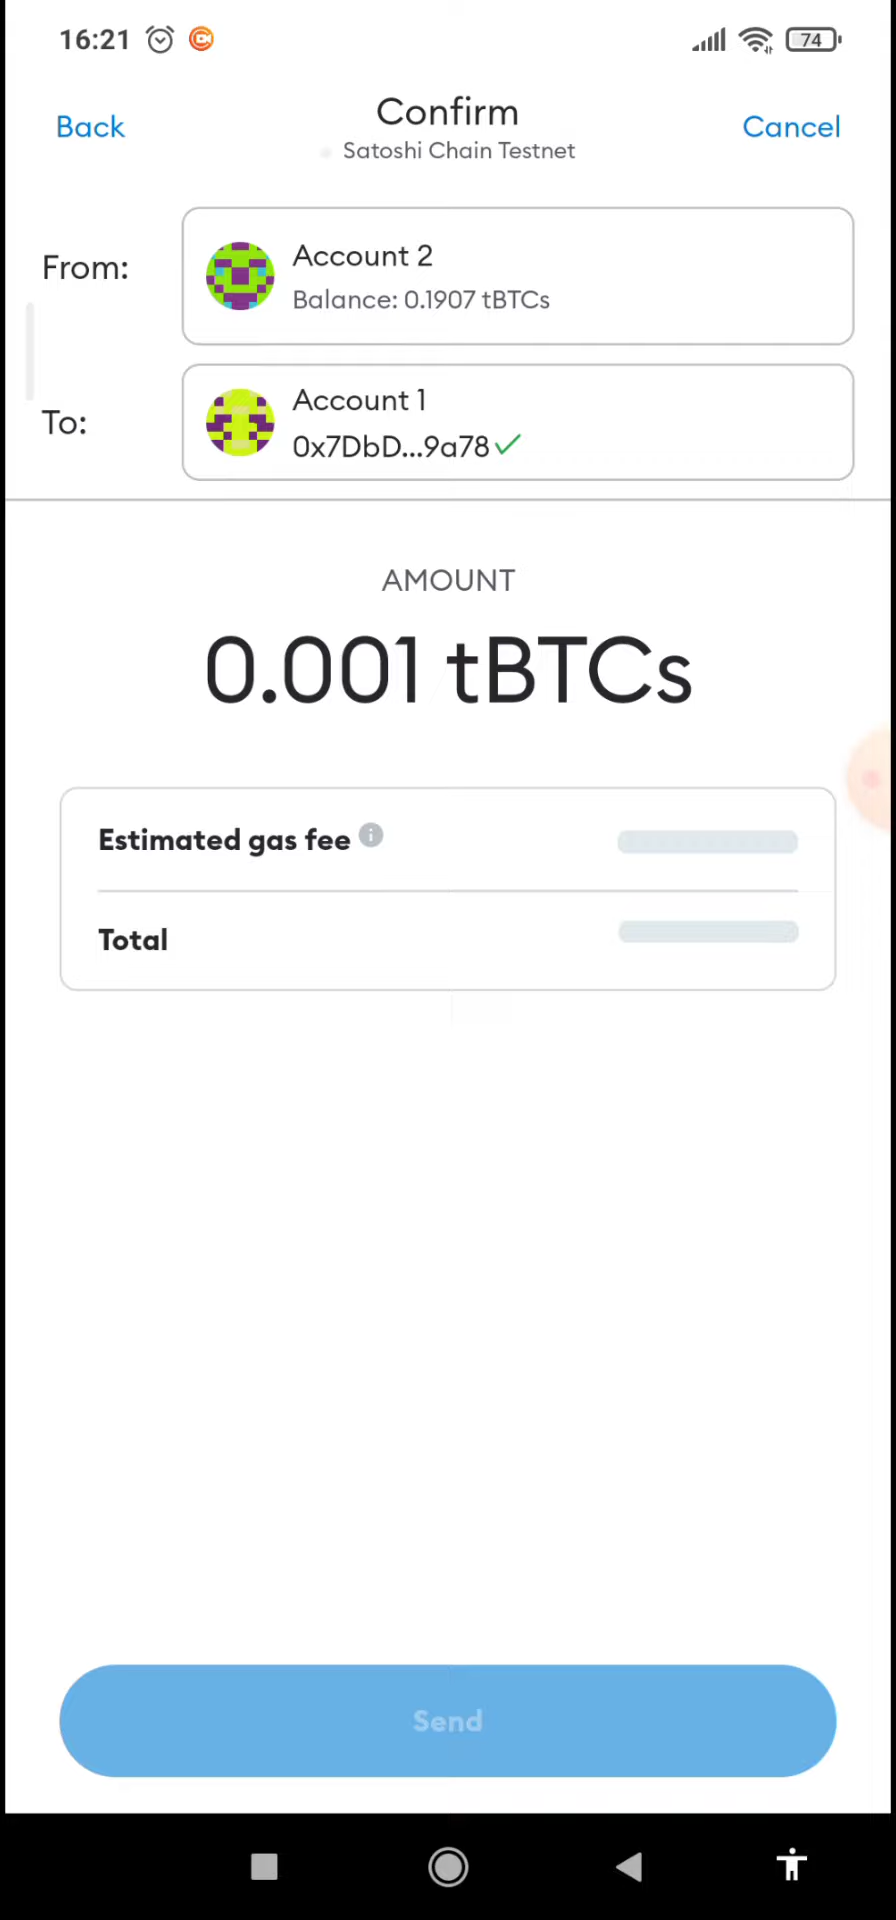 16:21
74
Back
Confirm
Cancel
Satoshi Chain Testnet
From:
Account 2
Balance: 0.1907 tBTCs
To:
Account 1
0x7DbD...9a78
AMOUNT
0.001 tBTCs
Estimated gas fee
Total
Send